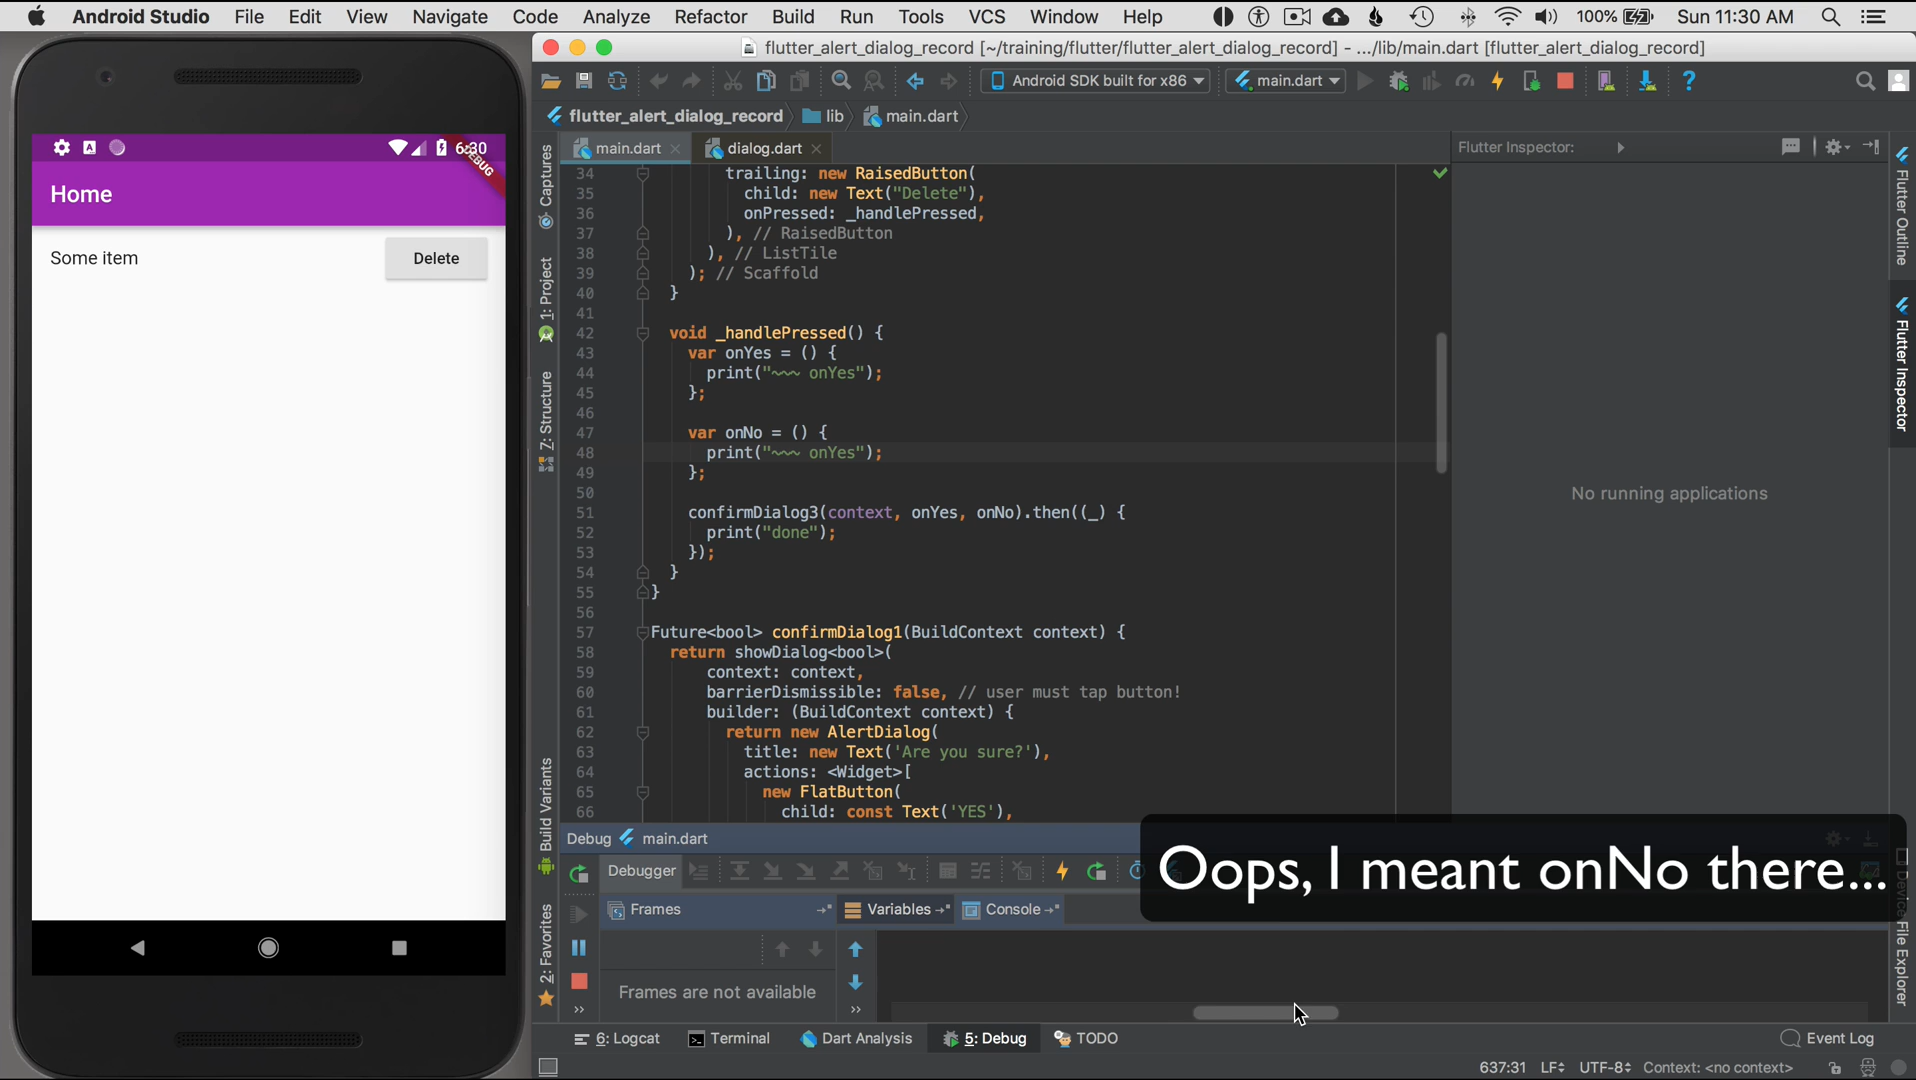 Android Studio File Edit View Navigate Code Analyze Refactor Build Run Tools VCS Window Help 100% Sun 11:30 AM
flutter_alert_dialog_record [~/training/flutter/flutter_alert_dialog_record] - .../lib/main.dart [flutter_alert_dialog_record]
Android SDK built for x86 main.dart
flutter_alert_dialog_record lib main.dart
main.dart dialog.dart
Flutter Inspector:
6:30
DEBUG
Home
Some item
Delete
Captures
1: Project
Z: Structure
Build Variants
2: Favorites
34 trailing: new RaisedButton(
35 child: new Text("Delete"),
36 onPressed: _handlePressed,
37 ), // RaisedButton
38 ), // ListTile
39 ); // Scaffold
40 }
41
42 void _handlePressed() {
43 var onYes = () {
44 print("~~~ onYes");
45 };
46
47 var onNo = () {
48 print("~~~ onYes");
49 };
50
51 confirmDialog3(context, onYes, onNo).then((_) {
52 print("done");
53 });
54 }
55 }
56
57 Future<bool> confirmDialog1(BuildContext context) {
58 return showDialog<bool>(
59 context: context,
60 barrierDismissible: false, // user must tap button!
61 builder: (BuildContext context) {
62 return new AlertDialog(
63 title: new Text('Are you sure?'),
64 actions: <Widget>[
65 new FlatButton(
66 child: const Text('YES'),
No running applications
Flutter Outline
Flutter Inspector
Device File Explorer
Debug main.dart
Debugger
Oops, I meant onNo there...
Frames Variables Console
Frames are not available
6: Logcat Terminal Dart Analysis 5: Debug TODO Event Log
637:31 LF UTF-8 Context: <no context>